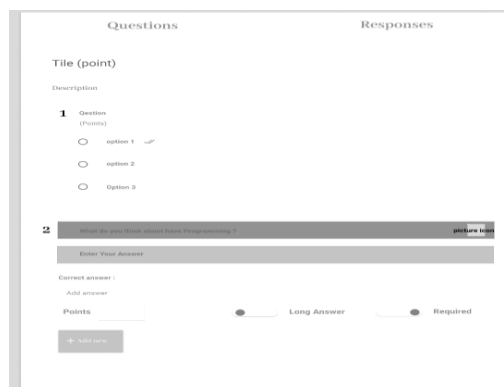 Questions Responses
Tile (point)
Description
1 Qestion
(Points)
option 1
option 2
Option 3
2 What do you think about have Programming ? picture icon
Enter Your Answer
Correct answer :
Add answer
Points Long Answer Required
+ Add new